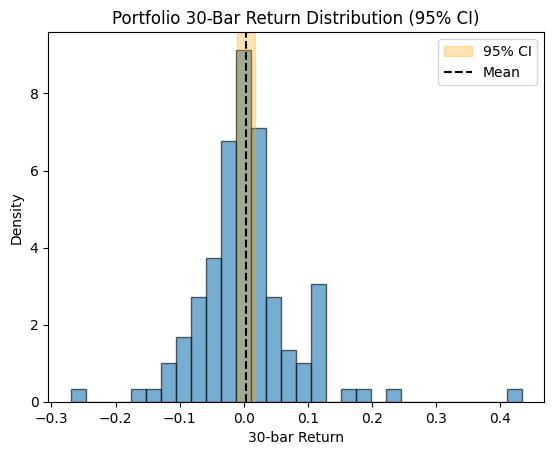 Portfolio 30-Bar Return Distribution (95% CI)
95% CI
Mean
Density
8
6
4
2
0
−0.3 −0.2 −0.1 0.0 0.1 0.2 0.3 0.4
30-bar Return